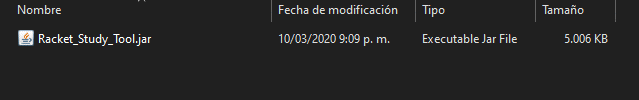 Nombre Fecha de modificación Tipo Tamaño
Racket_Study_Tool.jar 10/03/2020 9:09 p. m. Executable Jar File 5.006 KB